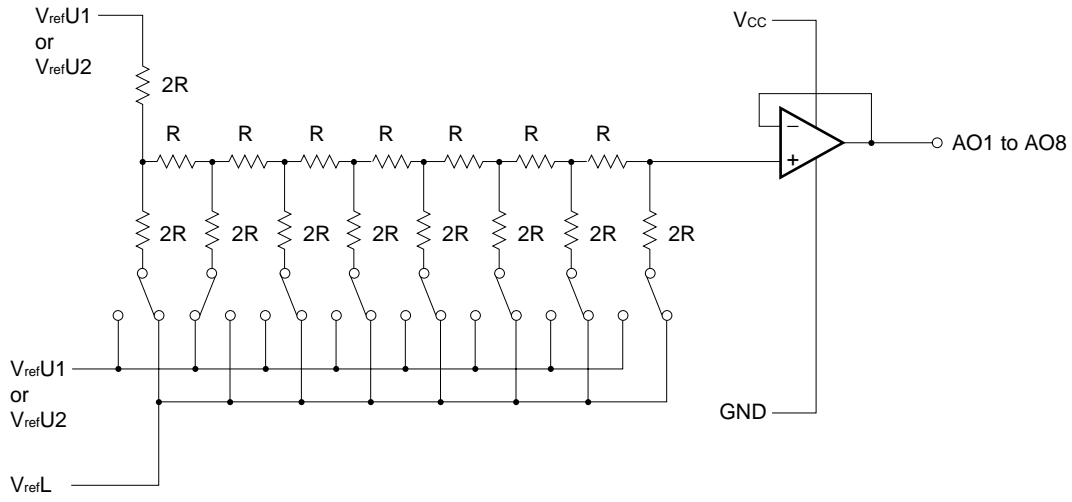 VrefU1
or
VrefU2
2R
R R R R R R R
2R 2R 2R 2R 2R 2R 2R 2R
VCC
−
+
AO1 to AO8
GND
VrefU1
or
VrefU2
VrefL